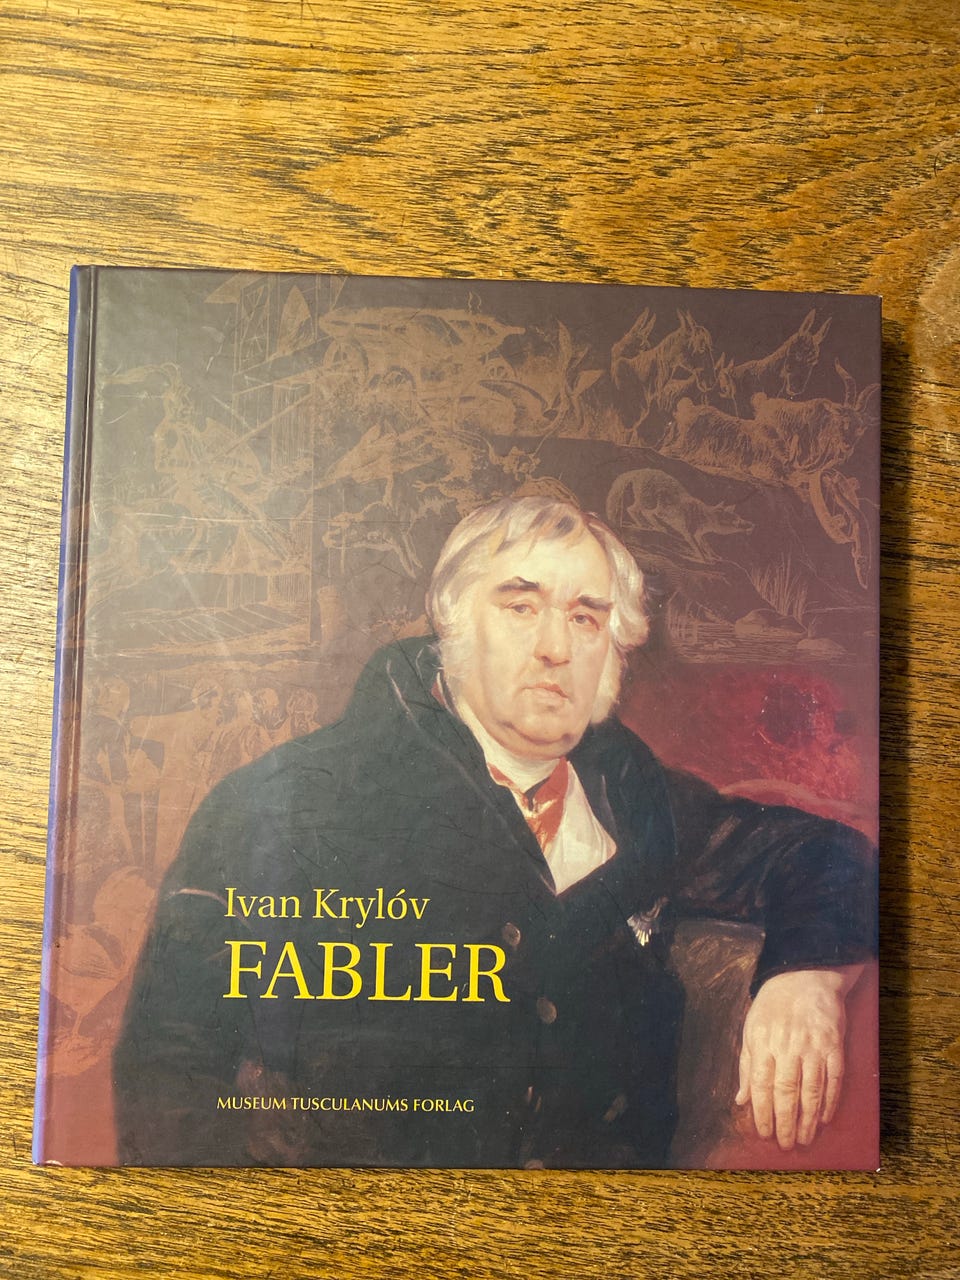 Ivan Krylóv
FABLER
MUSEUM TUSCULANUMS FORLAG